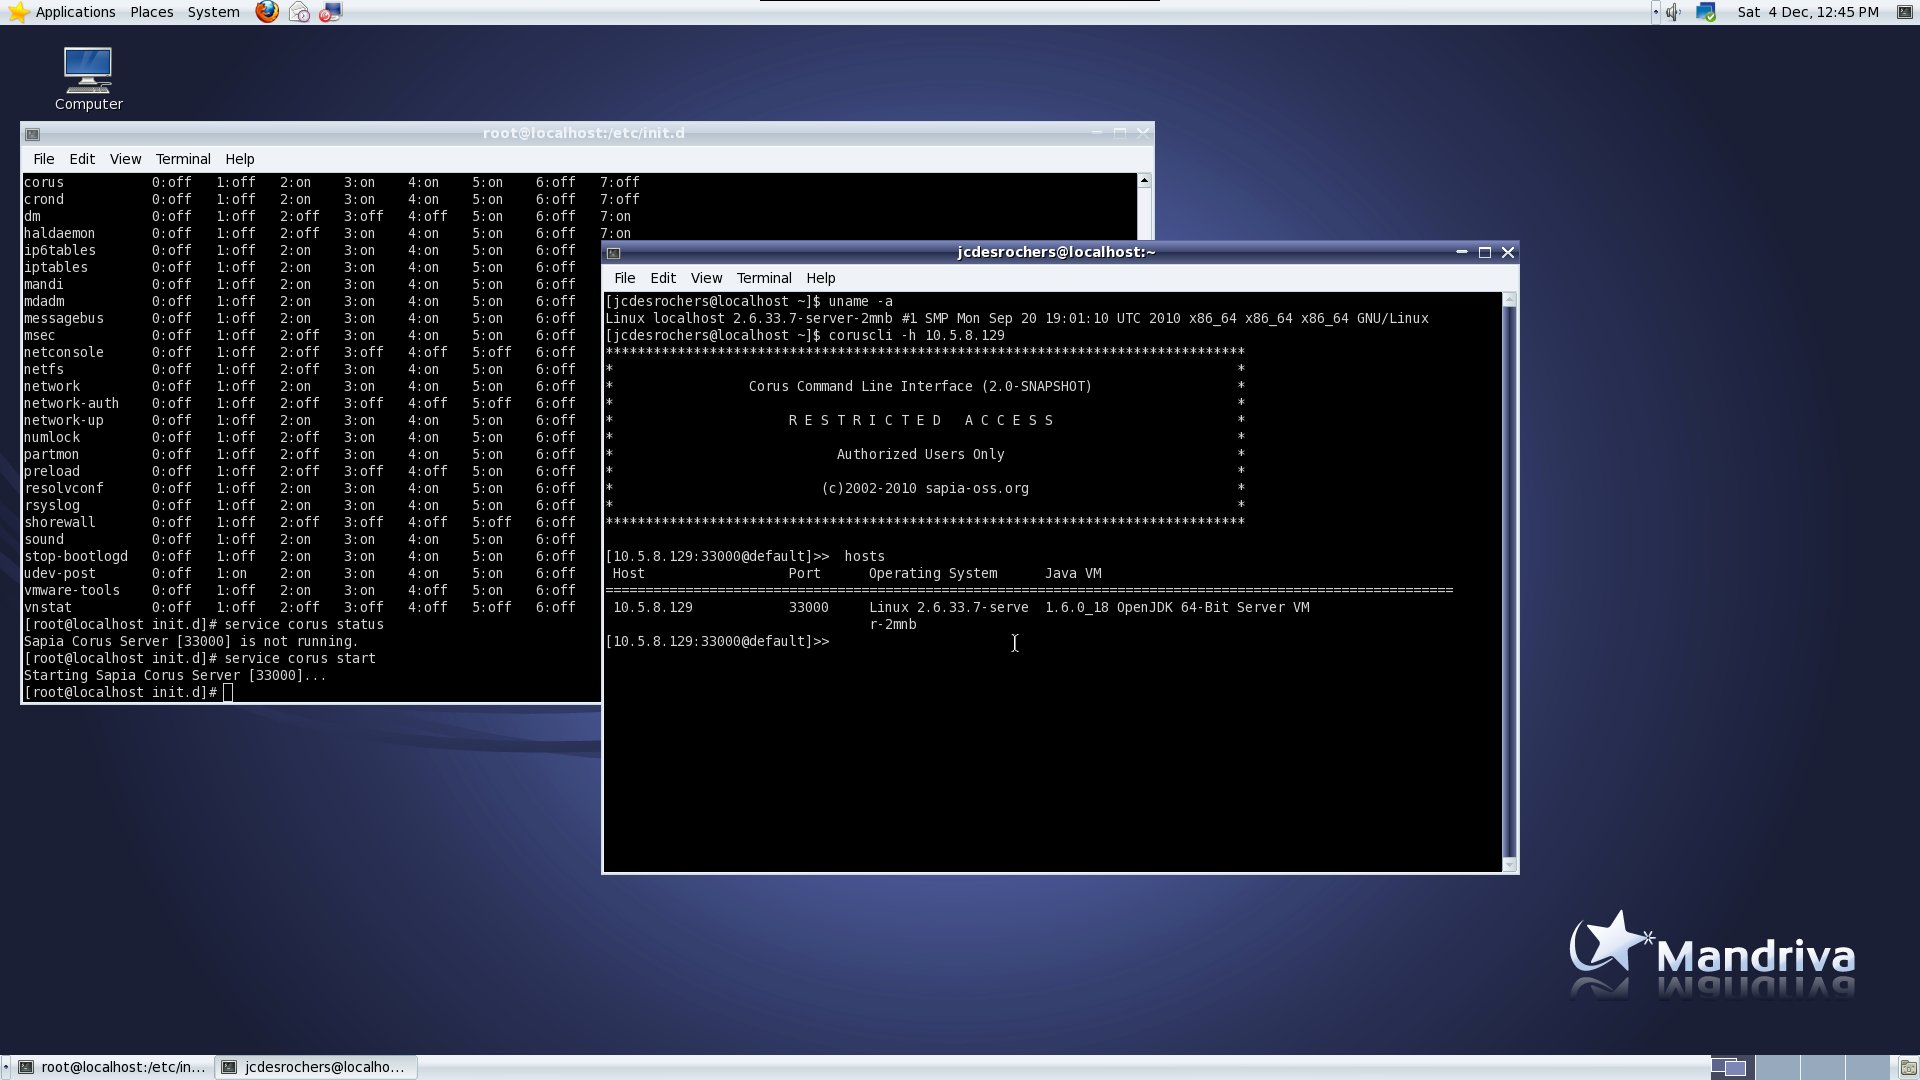 Applications Places System Sat 4 Dec, 12:45 PM
Computer
root@localhost:/etc/init.d
File Edit View Terminal Help
corus 0:off 1:off 2:on 3:on 4:on 5:on 6:off 7:off
crond 0:off 1:off 2:on 3:on 4:on 5:on 6:off 7:off
dm 0:off 1:off 2:off 3:off 4:off 5:on 6:off 7:on
haldaemon 0:off 1:off 2:off 3:on 4:on 5:on 6:off 7:on
ip6tables 0:off 1:off 2:on 3:on 4:on 5:on 6:off
iptables 0:off 1:off 2:on 3:on 4:on 5:on 6:off
mandi 0:off 1:off 2:on 3:on 4:on 5:on 6:off
mdadm 0:off 1:off 2:on 3:on 4:on 5:on 6:off
messagebus 0:off 1:off 2:on 3:on 4:on 5:on 6:off
msec 0:off 1:off 2:off 3:on 4:on 5:on 6:off
netconsole 0:off 1:off 2:off 3:off 4:off 5:off 6:off
netfs 0:off 1:off 2:off 3:on 4:on 5:on 6:off
network 0:off 1:off 2:on 3:on 4:on 5:on 6:off
network-auth 0:off 1:off 2:off 3:off 4:off 5:off 6:off
network-up 0:off 1:off 2:on 3:on 4:on 5:on 6:off
numlock 0:off 1:off 2:off 3:on 4:on 5:on 6:off
partmon 0:off 1:off 2:off 3:on 4:on 5:on 6:off
preload 0:off 1:off 2:off 3:off 4:off 5:on 6:off
resolvconf 0:off 1:off 2:on 3:on 4:on 5:on 6:off
rsyslog 0:off 1:off 2:on 3:on 4:on 5:on 6:off
shorewall 0:off 1:off 2:off 3:off 4:off 5:off 6:off
sound 0:off 1:off 2:on 3:on 4:on 5:on 6:off
stop-bootlogd 0:off 1:off 2:on 3:on 4:on 5:on 6:off
udev-post 0:off 1:on 2:on 3:on 4:on 5:on 6:off
vmware-tools 0:off 1:off 2:on 3:on 4:off 5:on 6:off
vnstat 0:off 1:off 2:off 3:off 4:off 5:off 6:off
[root@localhost init.d]# service corus status
Sapia Corus Server [33000] is not running.
[root@localhost init.d]# service corus start
Starting Sapia Corus Server [33000]...
[root@localhost init.d]#
jcdesrochers@localhost:~
File Edit View Terminal Help
[jcdesrochers@localhost ~]$ uname -a
Linux localhost 2.6.33.7-server-2mnb #1 SMP Mon Sep 20 19:01:10 UTC 2010 x86_64 x86_64 x86_64 GNU/Linux
[jcdesrochers@localhost ~]$ coruscli -h 10.5.8.129
********************************************************************************
* *
* Corus Command Line Interface (2.0-SNAPSHOT) *
* *
* R E S T R I C T E D A C C E S S *
* *
* Authorized Users Only *
* *
* (c)2002-2010 sapia-oss.org *
* *
********************************************************************************
[10.5.8.129:33000@default]>> hosts
Host Port Operating System Java VM
==========================================================================================================
10.5.8.129 33000 Linux 2.6.33.7-serve 1.6.0_18 OpenJDK 64-Bit Server VM
r-2mnb
[10.5.8.129:33000@default]>>
Mandriva
root@localhost:/etc/in... jcdesrochers@localho...